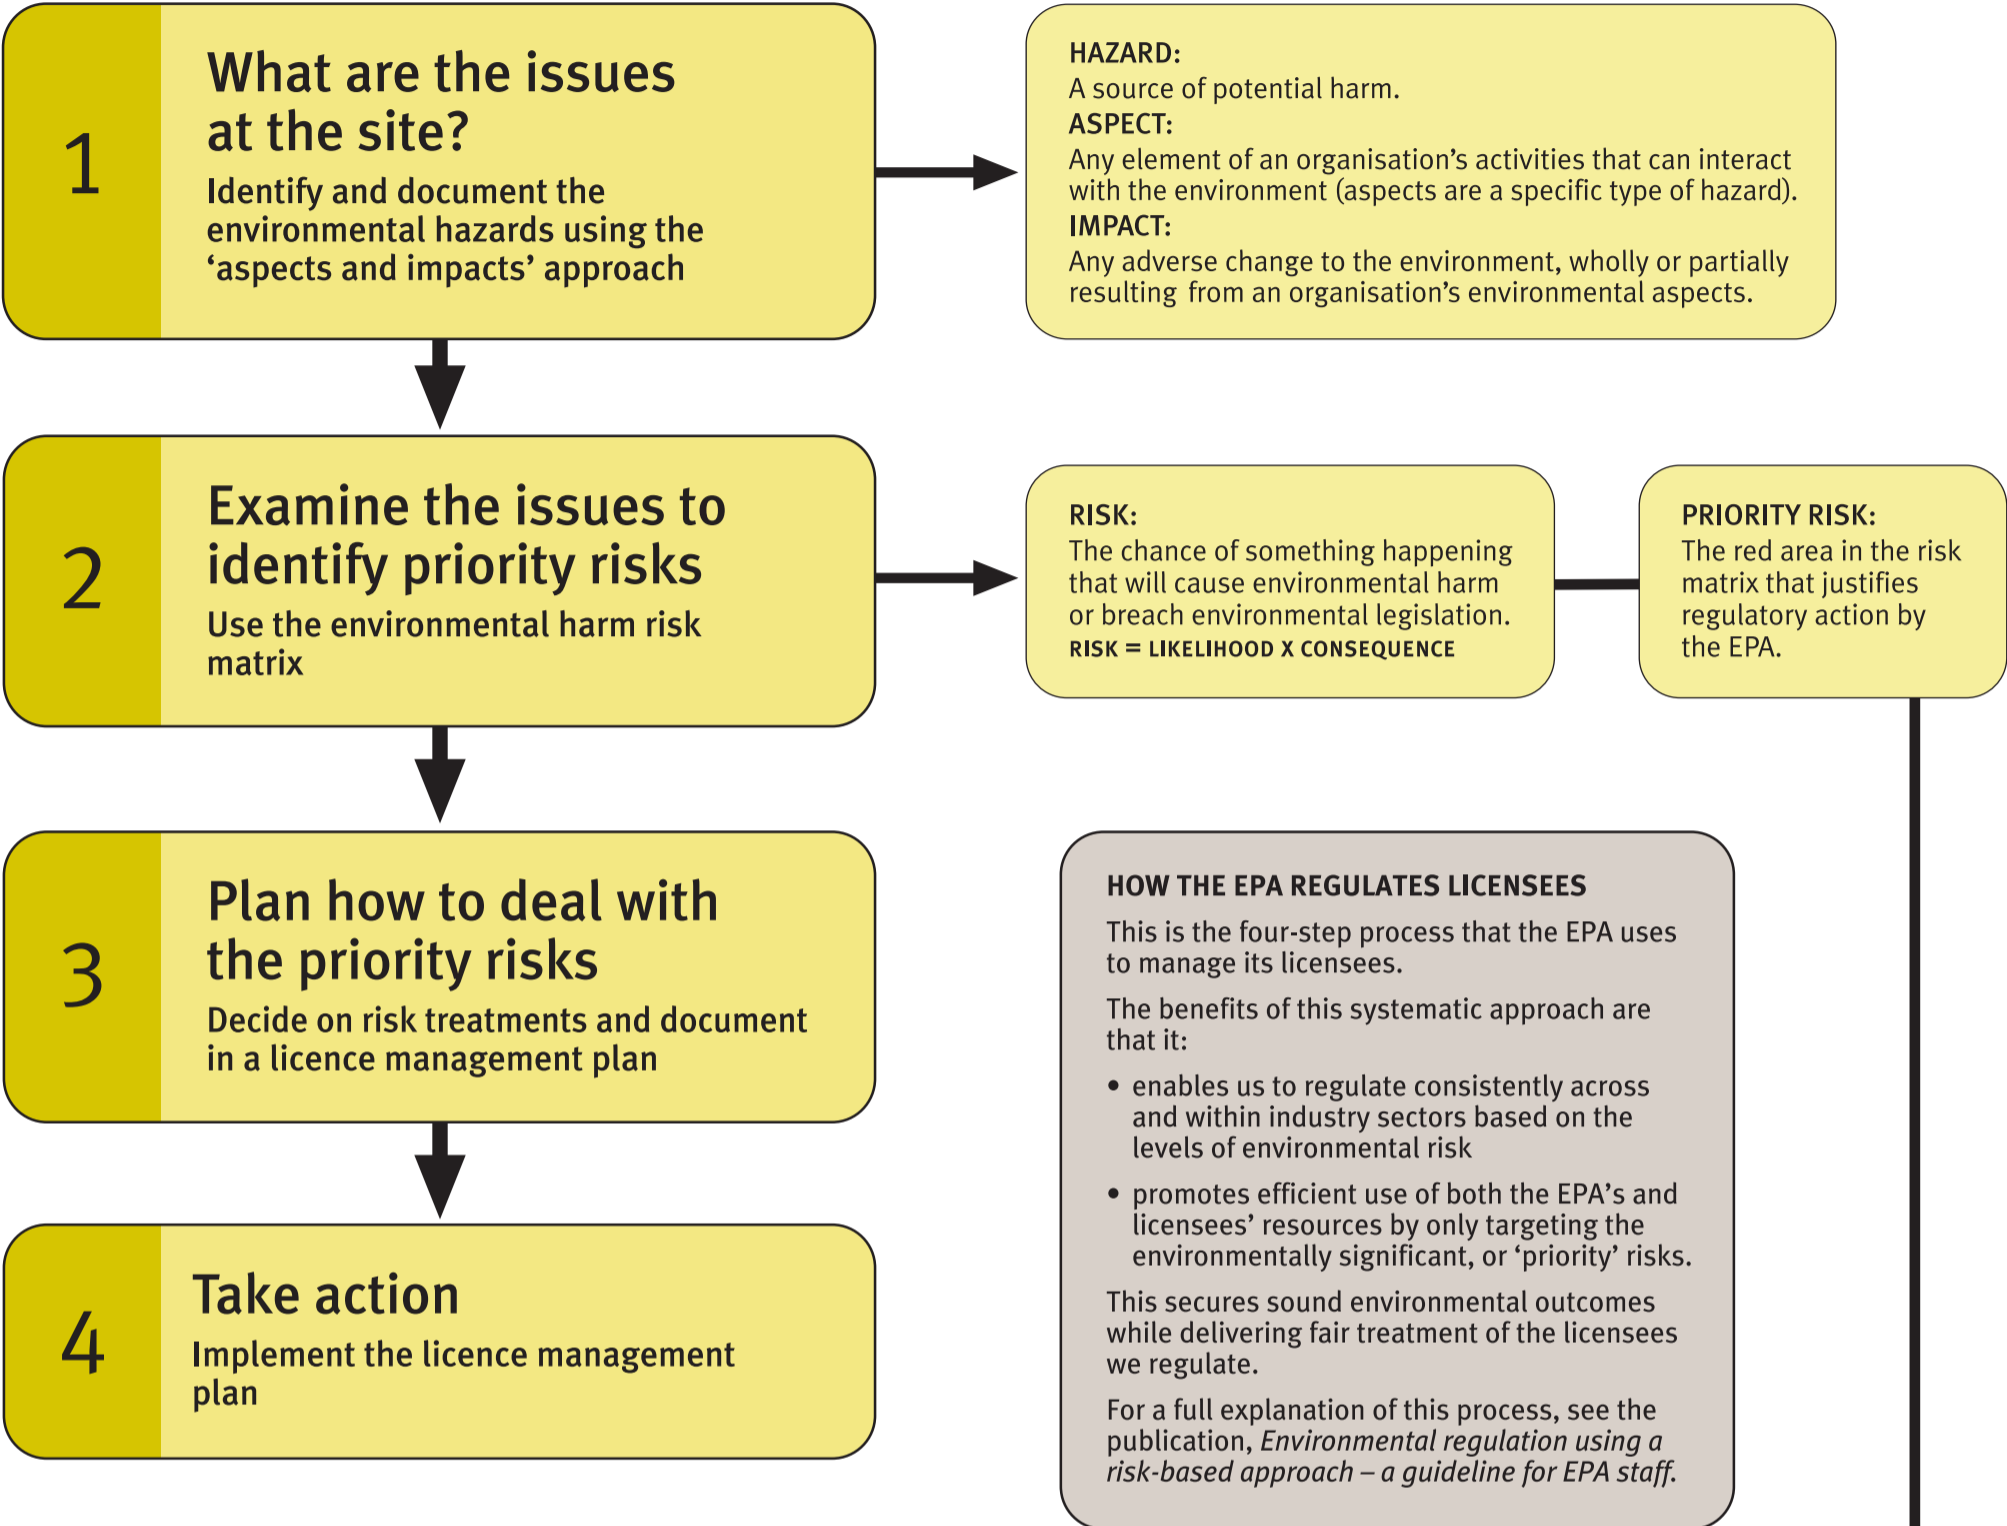 1
What are the issues
at the site?
Identify and document the
environmental hazards using the
‘aspects and impacts’ approach
HAZARD:
A source of potential harm.
ASPECT:
Any element of an organisation’s activities that can interact
with the environment (aspects are a specific type of hazard).
IMPACT:
Any adverse change to the environment, wholly or partially
resulting from an organisation’s environmental aspects.
2
Examine the issues to
identify priority risks
Use the environmental harm risk
matrix
RISK:
The chance of something happening
that will cause environmental harm
or breach environmental legislation.
RISK = LIKELIHOOD X CONSEQUENCE
PRIORITY RISK:
The red area in the risk
matrix that justifies
regulatory action by
the EPA.
3
Plan how to deal with
the priority risks
Decide on risk treatments and document
in a licence management plan
4
Take action
Implement the licence management
plan
HOW THE EPA REGULATES LICENSEES
This is the four-step process that the EPA uses
to manage its licensees.
The benefits of this systematic approach are
that it:
• enables us to regulate consistently across
and within industry sectors based on the
levels of environmental risk
• promotes efficient use of both the EPA’s and
licensees’ resources by only targeting the
environmentally significant, or ‘priority’ risks.
This secures sound environmental outcomes
while delivering fair treatment of the licensees
we regulate.
For a full explanation of this process, see the
publication, Environmental regulation using a
risk-based approach – a guideline for EPA staff.